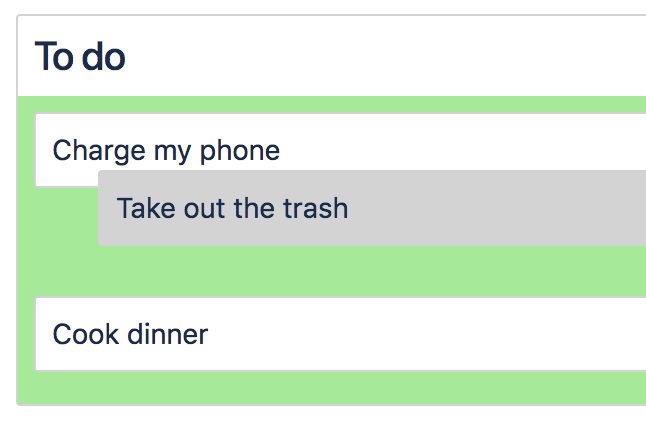 To do
Charge my phone
Take out the trash
Cook dinner